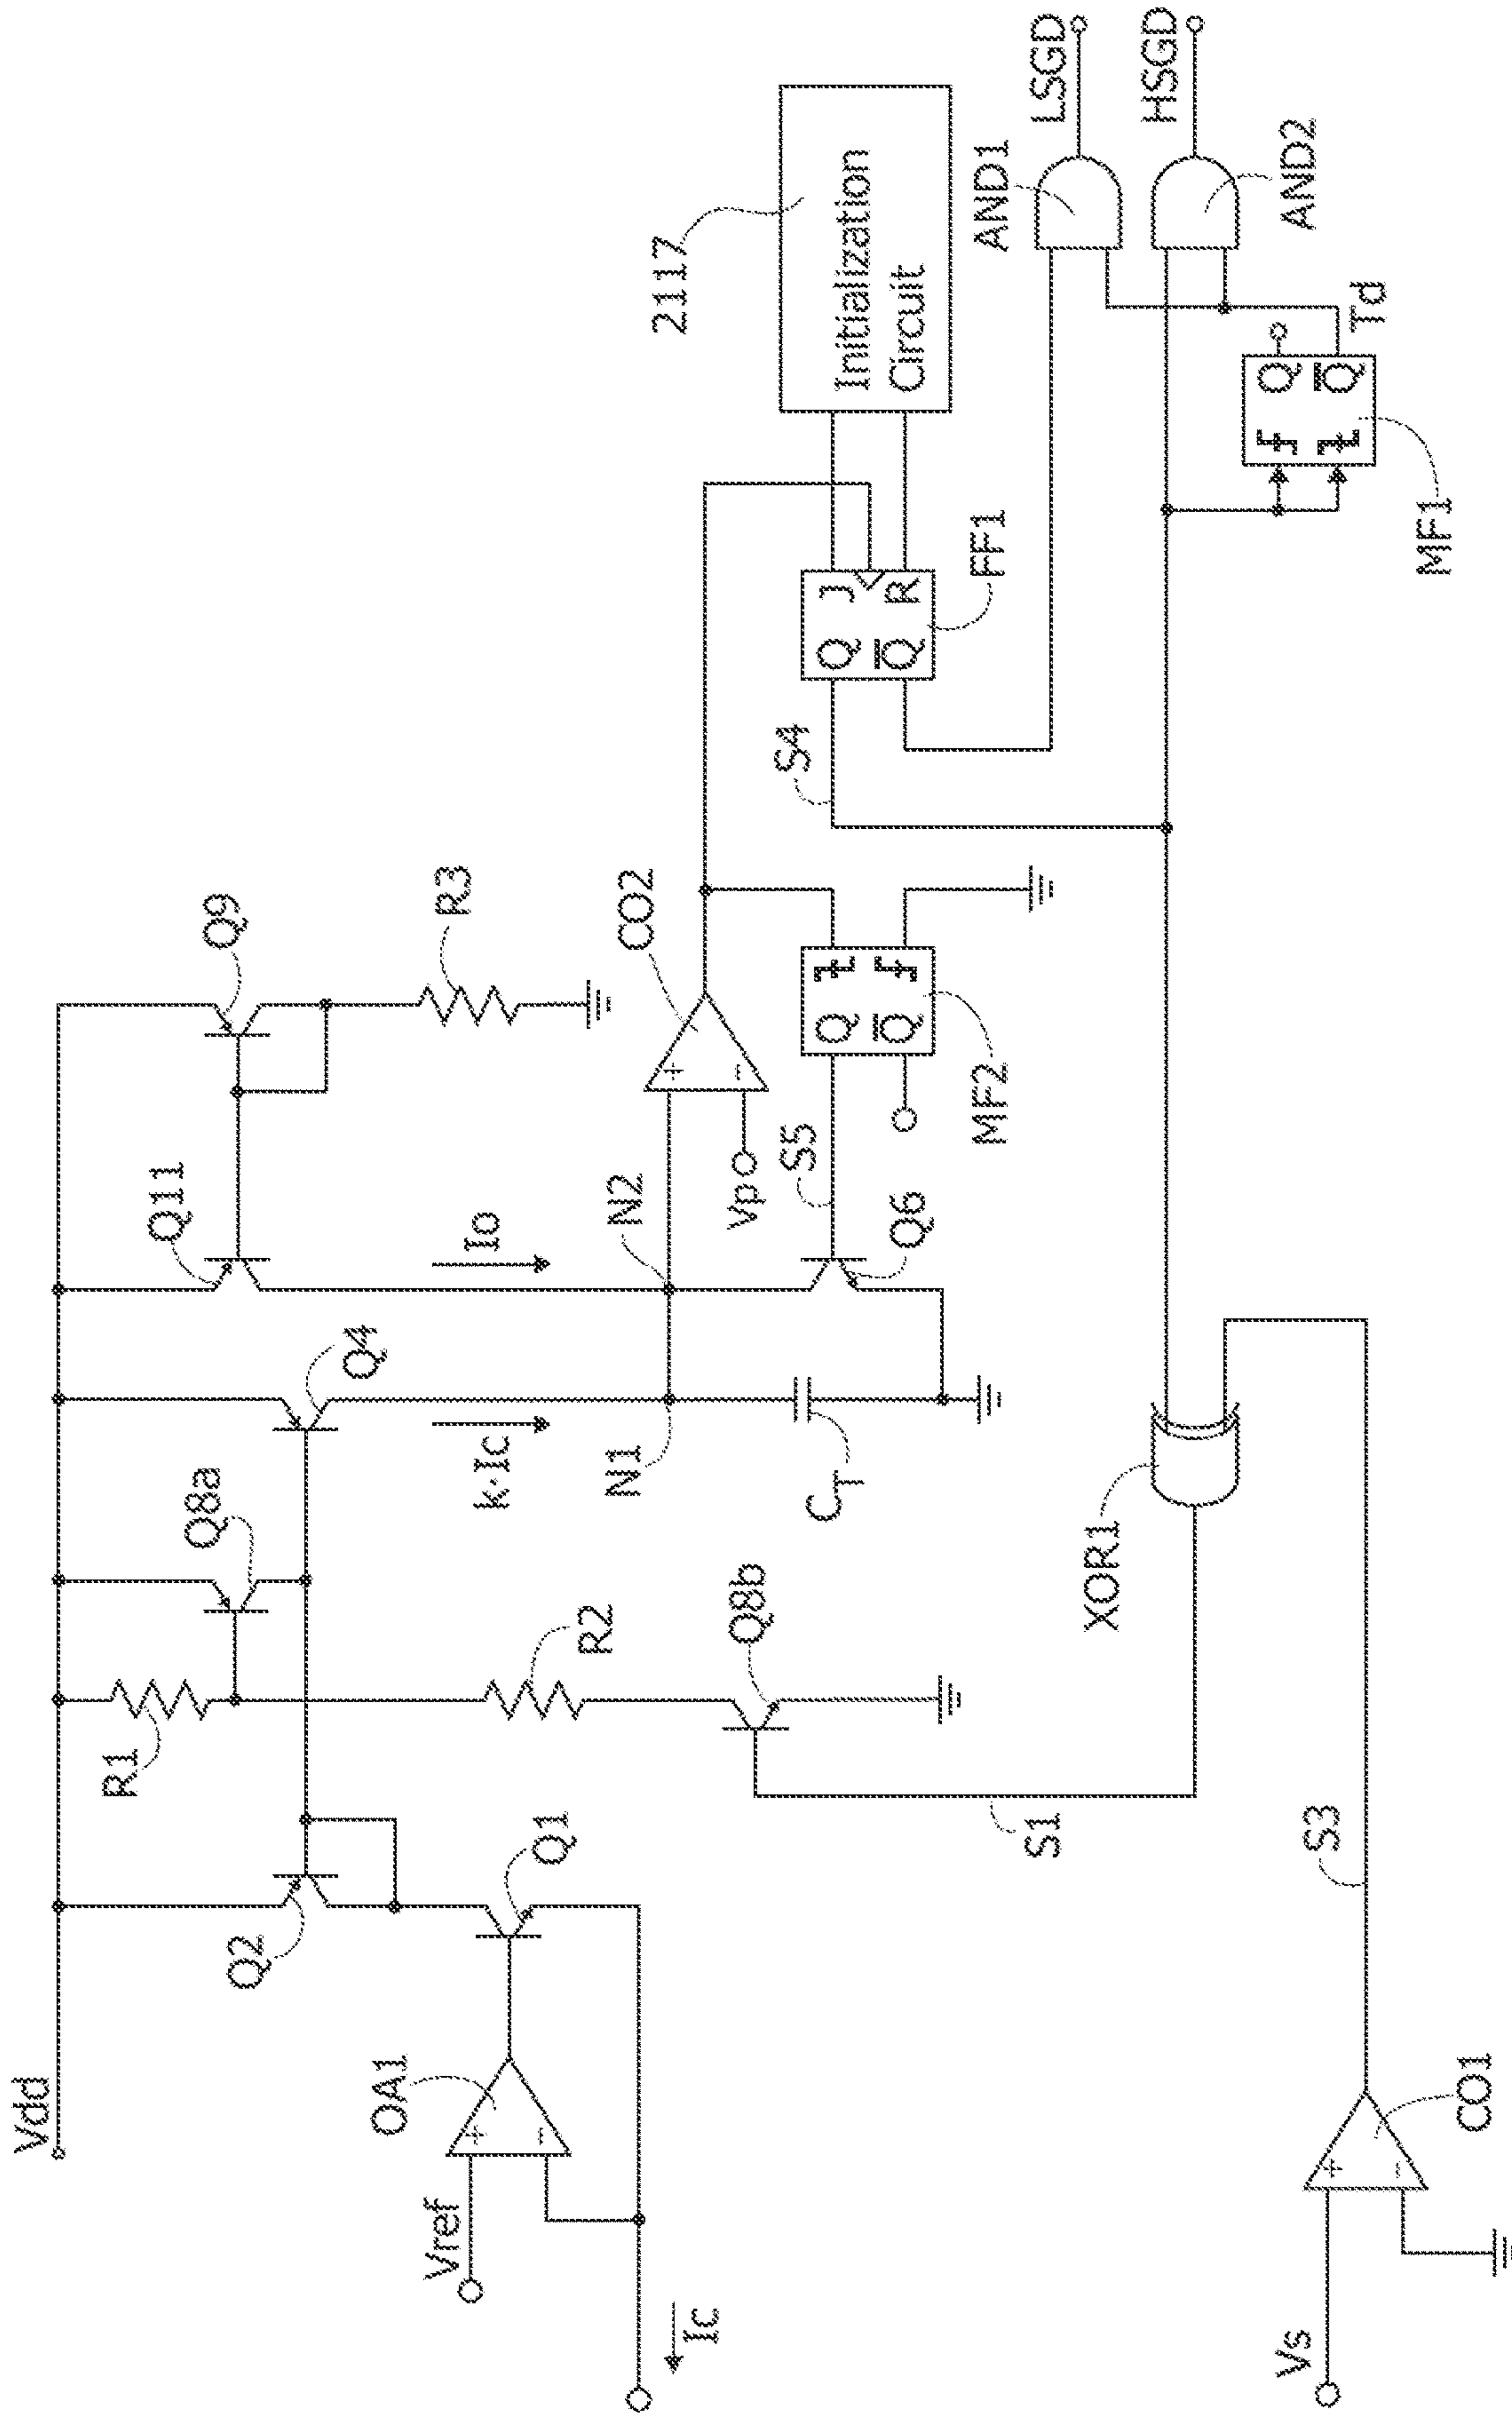 Vdd
Q2
R1
Q8a
Q4
Q11
Q9
Vref
OA1
Q1
R2
k·Ic
Io
R3
Ic
Q8b
N1
N2
CO2
2117
+
-
+
-
Vp
CT
S5
Q6
Q
Q
MF2
S4
Q J
Q R
FF1
Initialization
Circuit
S1
XOR1
AND1
LSGD
HSGD
AND2
Vs
+
-
CO1
S3
Q
Q
MF1
Td